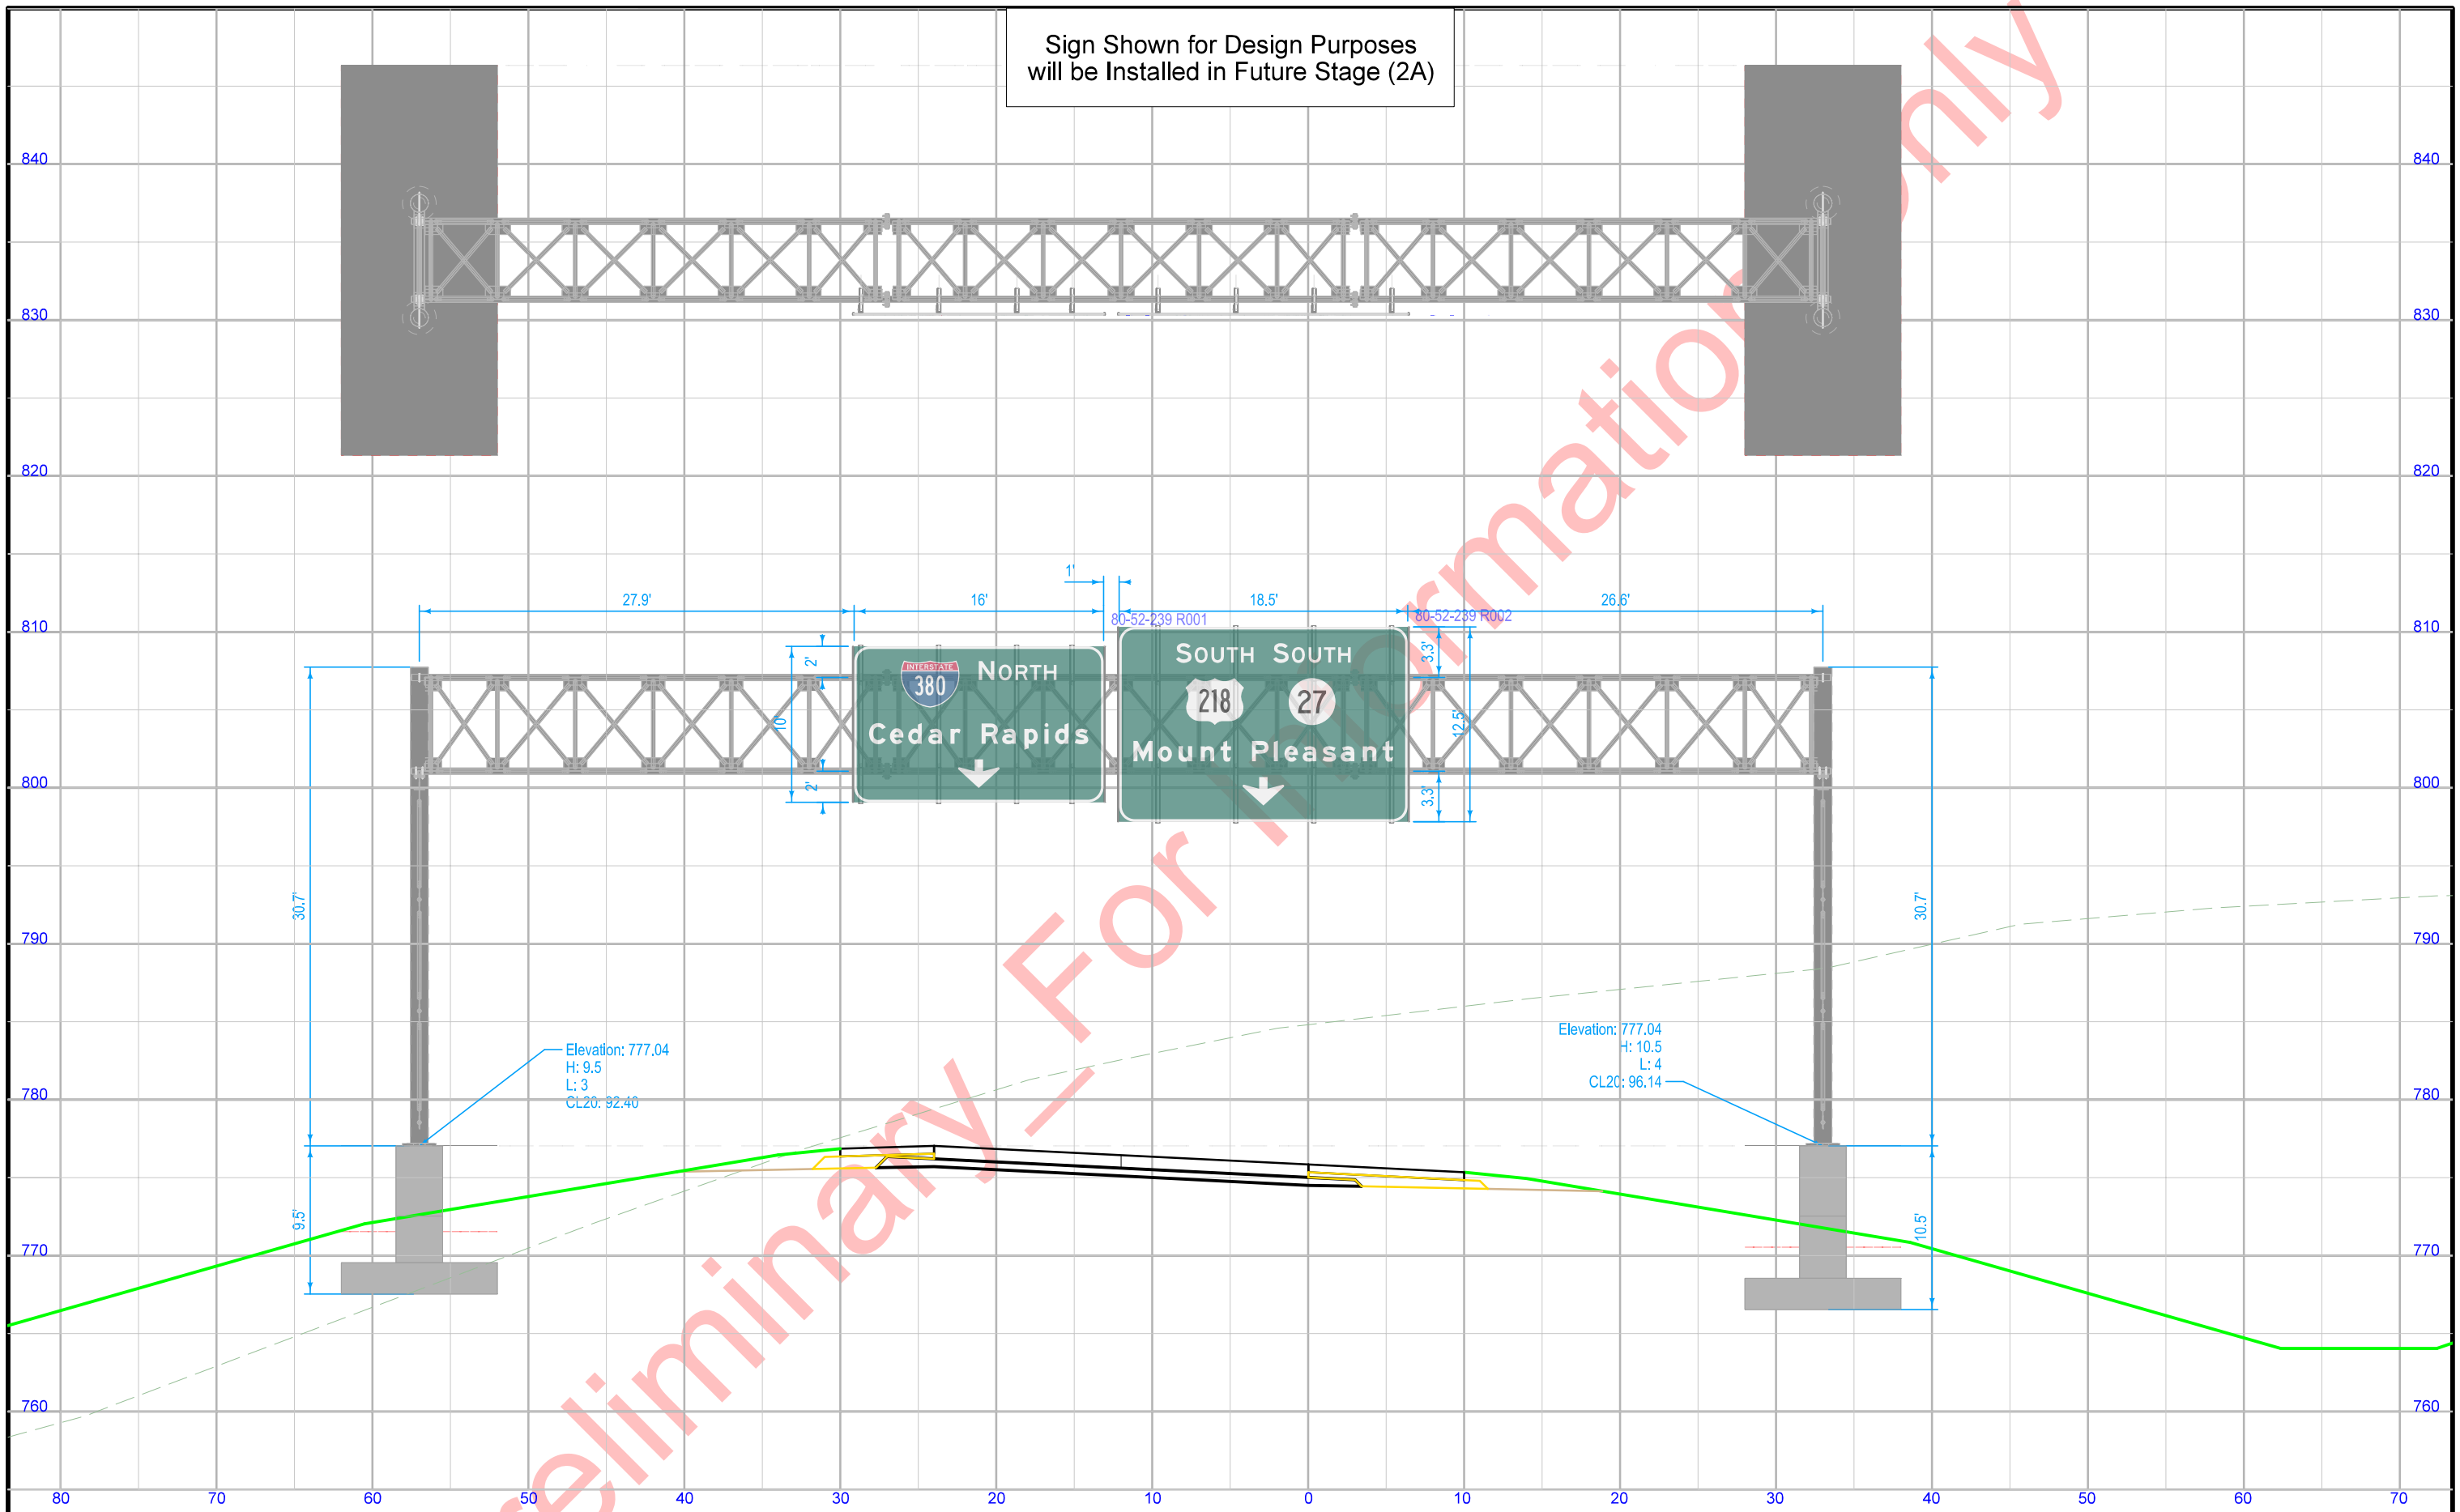 Sign Shown for Design Purposes
will be Installed in Future Stage (2A)
840
840
830
830
820
820
1'
27.9'
16'
18.5'
26.6'
80-52-239 R001
80-52-239 R002
810
810
2'
10'
2'
INTERSTATE
380
NORTH
Cedar Rapids
SOUTH SOUTH
218
27
Mount Pleasant
3.3'
12.5'
3.3'
800
800
30.7'
30.7'
790
790
Elevation: 777.04
H: 9.5
L: 3
CL20: 92.40
Elevation: 777.04
H: 10.5
L: 4
CL20: 96.14
780
780
9.5'
10.5'
770
770
760
760
80
70
60
50
40
30
20
10
0
10
20
30
40
50
60
70
eliminary_For Information Only